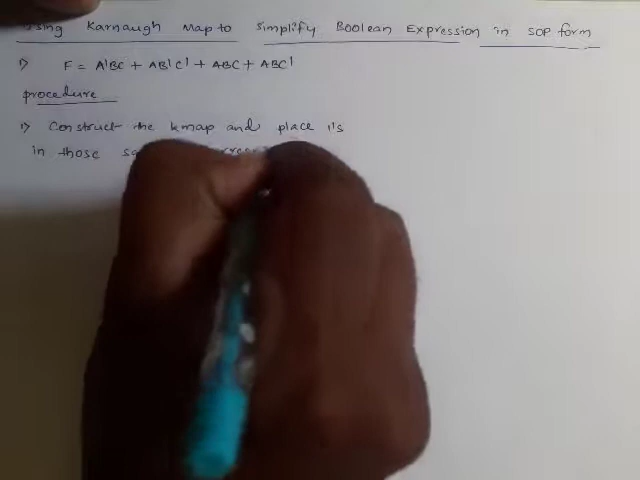 Using Karnaugh Map to Simplify Boolean Expression in SOP form
1) F = A'BC + AB'C' + ABC + ABC'
procedure
1) Construct the kmap and place 1's
in those